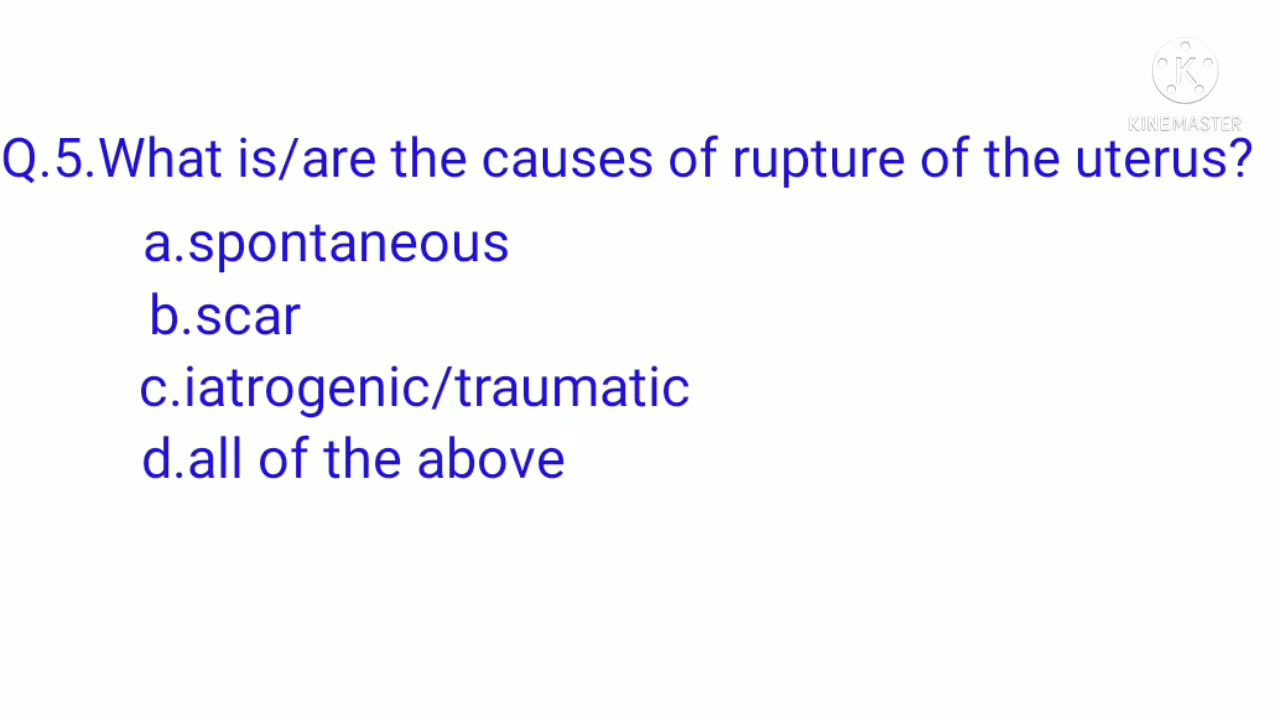 K
KINEMASTER
Q.5.What is/are the causes of rupture of the uterus?
a.spontaneous
b.scar
c.iatrogenic/traumatic
d.all of the above